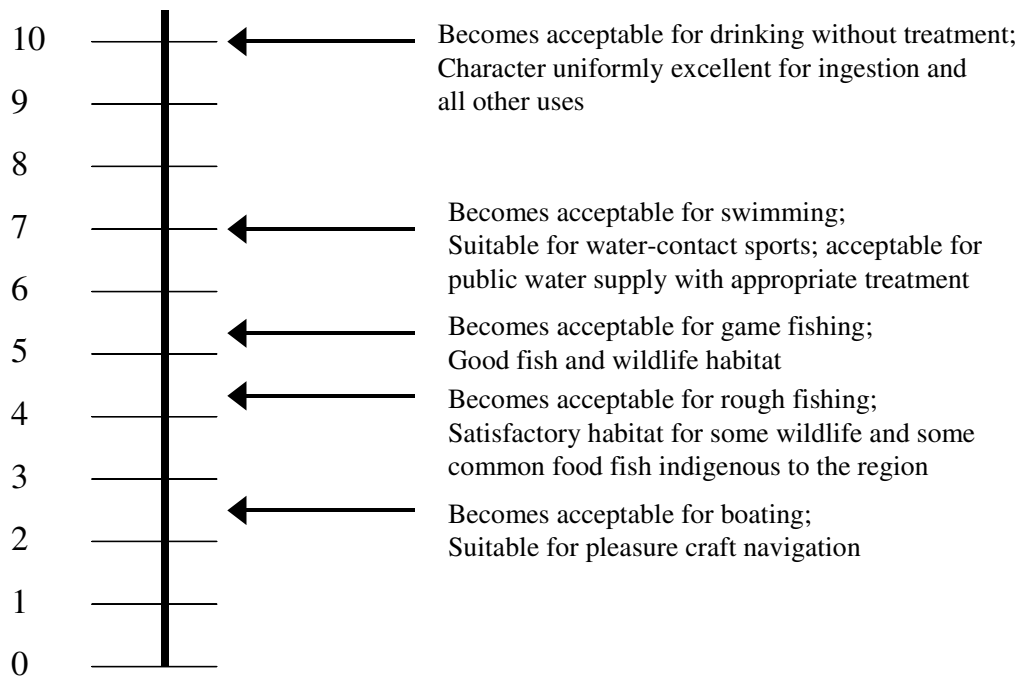 10
Becomes acceptable for drinking without treatment;
Character uniformly excellent for ingestion and
all other uses
9
8
7
Becomes acceptable for swimming;
Suitable for water-contact sports; acceptable for
public water supply with appropriate treatment
6
Becomes acceptable for game fishing;
5
Good fish and wildlife habitat
Becomes acceptable for rough fishing;
4
Satisfactory habitat for some wildlife and some
common food fish indigenous to the region
3
Becomes acceptable for boating;
2
Suitable for pleasure craft navigation
1
0